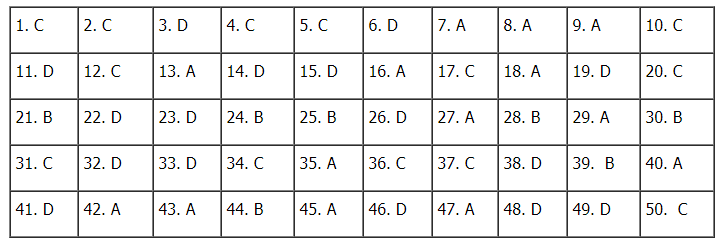 1. C 2. C 3. D 4. C 5. C 6. D 7. A 8. A 9. A 10. C
11. D 12. C 13. A 14. D 15. D 16. A 17. C 18. A 19. D 20. C
21. B 22. D 23. D 24. B 25. B 26. D 27. A 28. B 29. A 30. B
31. C 32. D 33. D 34. C 35. A 36. C 37. C 38. D 39. B 40. A
41. D 42. A 43. A 44. B 45. A 46. D 47. A 48. D 49. D 50. C